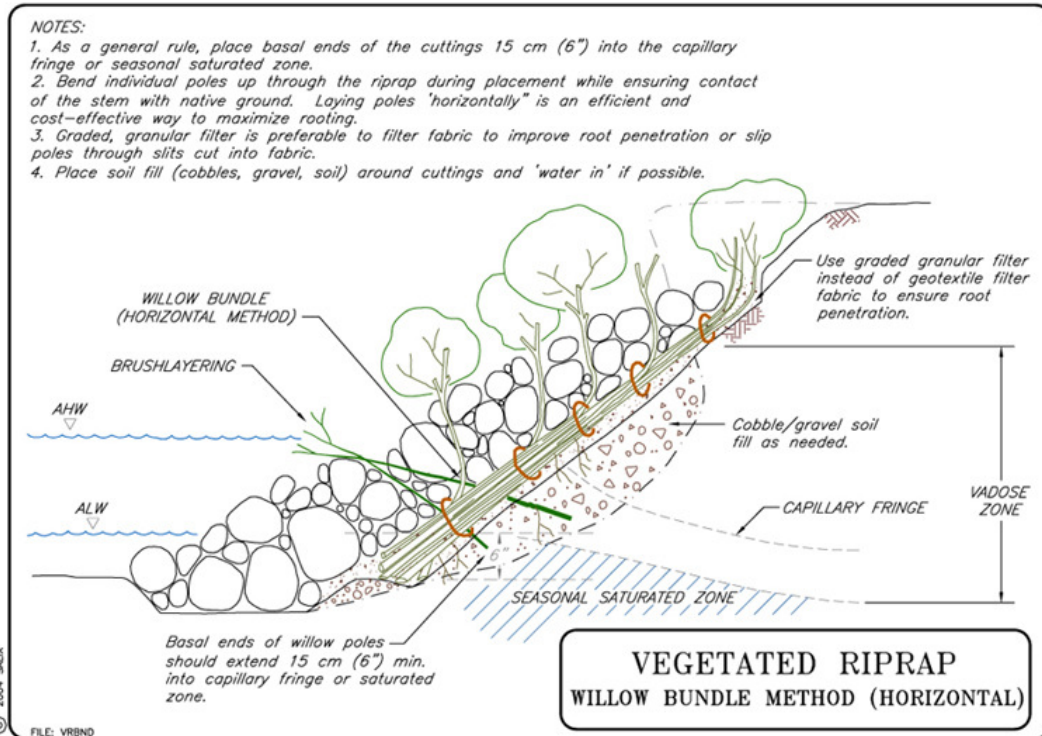 NOTES:
1. As a general rule, place basal ends of the cuttings 15 cm (6") into the capillary
fringe or seasonal saturated zone.
2. Bend individual poles up through the riprap during placement while ensuring contact
of the stem with native ground. Laying poles 'horizontally" is an efficient and
cost-effective way to maximize rooting.
3. Graded, granular filter is preferable to filter fabric to improve root penetration or slip
poles through slits cut into fabric.
4. Place soil fill (cobbles, gravel, soil) around cuttings and 'water in' if possible.
Use graded granular filter
instead of geotextile filter
fabric to ensure root
penetration.
WILLOW BUNDLE
(HORIZONTAL METHOD)
BRUSHLAYERING
AHW
Cobble/gravel soil
fill as needed.
CAPILLARY FRINGE
VADOSE
ZONE
ALW
6"
SEASONAL SATURATED ZONE
Basal ends of willow poles
should extend 15 cm (6") min.
into capillary fringe or saturated
zone.
VEGETATED RIPRAP
WILLOW BUNDLE METHOD (HORIZONTAL)
© 2004 SALIX
FILE: VRBND